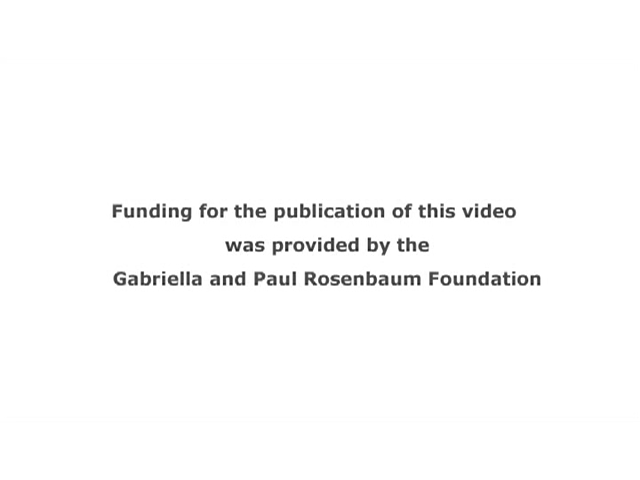 Funding for the publication of this video
was provided by the
Gabriella and Paul Rosenbaum Foundation